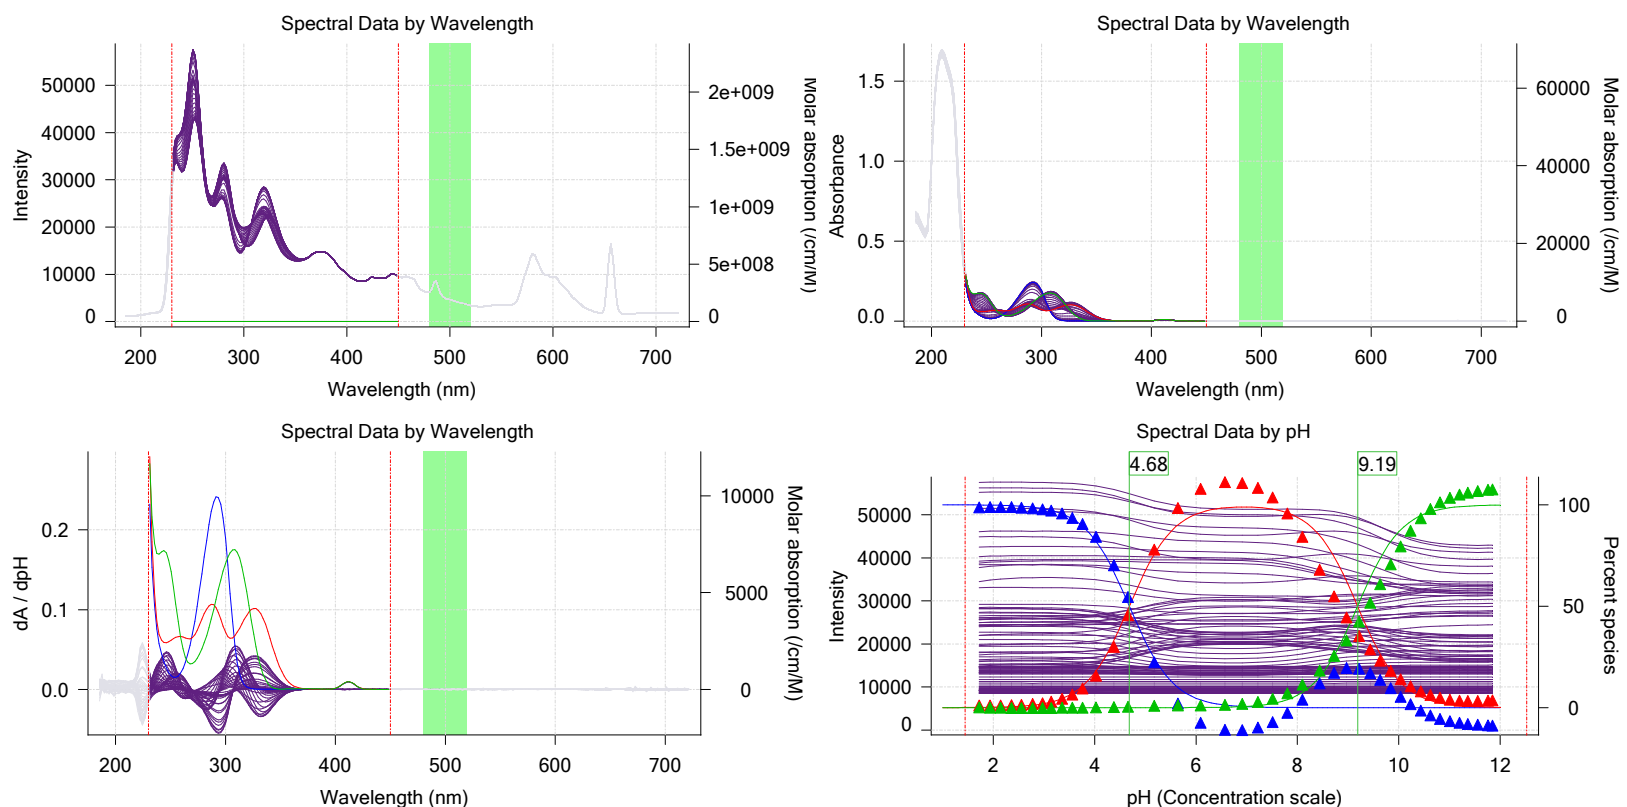 Spectral Data by Wavelength
Intensity
50000
40000
30000
20000
10000
0
2e+009
1.5e+009
1e+009
5e+008
0
Molar absorption (/cm/M)
200 300 400 500 600 700
Wavelength (nm)
Spectral Data by Wavelength
Absorbance
1.5
1.0
0.5
0.0
60000
40000
20000
0
Molar absorption (/cm/M)
200 300 400 500 600 700
Wavelength (nm)
Spectral Data by Wavelength
dA / dpH
0.2
0.1
0.0
10000
5000
0
Molar absorption (/cm/M)
200 300 400 500 600 700
Wavelength (nm)
Spectral Data by pH
4.68 9.19
Intensity
50000
40000
30000
20000
10000
0
100
50
0
Percent species
2 4 6 8 10 12
pH (Concentration scale)